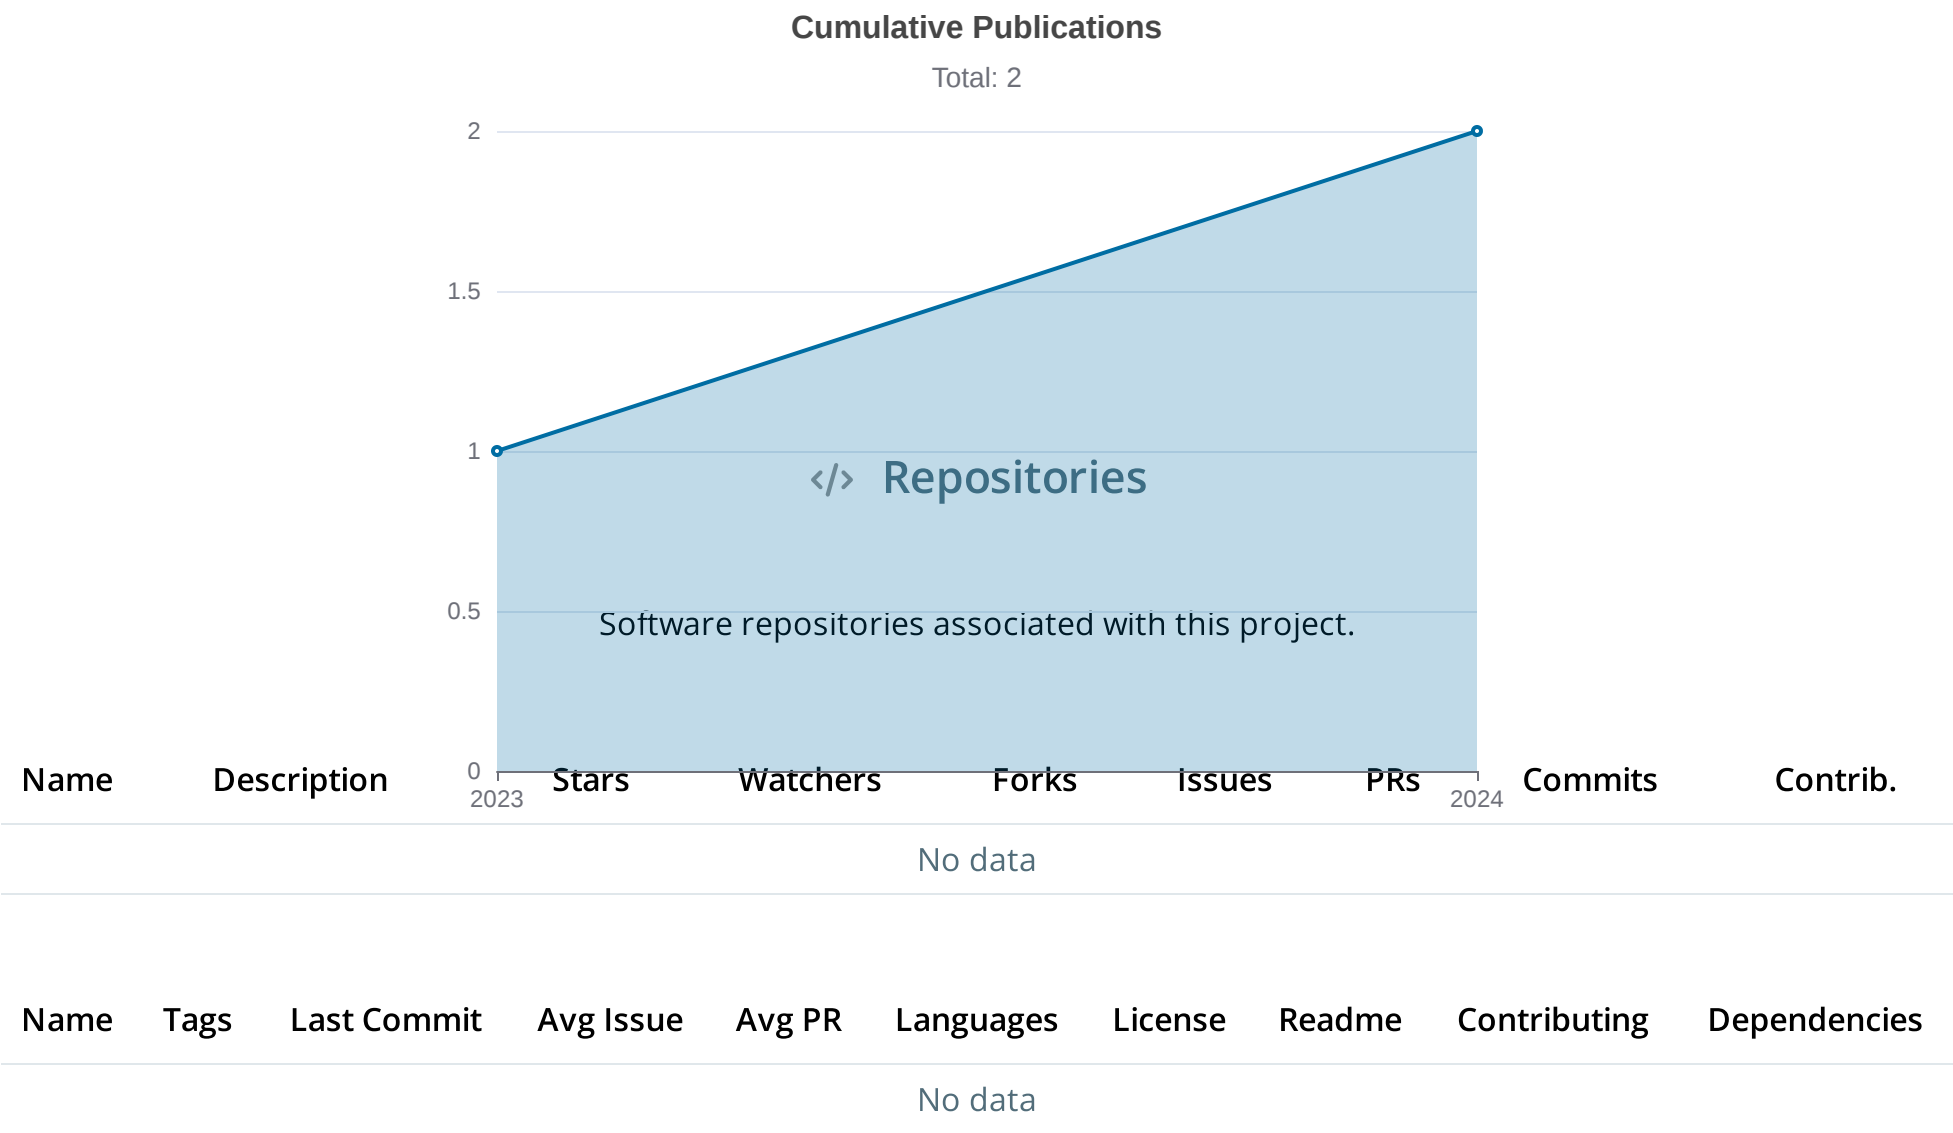 Cumulative Publications
Total: 2
2
1.5
1
</> Repositories
0.5
Software repositories associated with this project.
0
Name Description Stars Watchers Forks Issues PRs Commits Contrib.
2023 2024
No data
Name Tags Last Commit Avg Issue Avg PR Languages License Readme Contributing Dependencies
No data